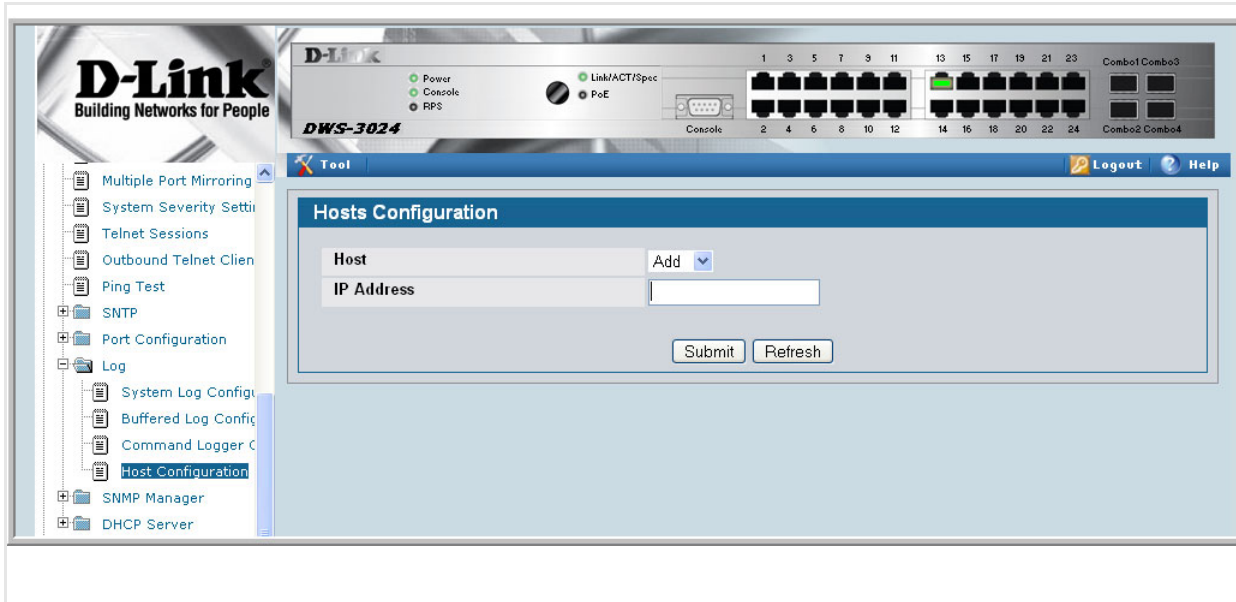 D-Link
Building Networks for People
D-Link
Power
Console
RPS
Link/ACT/Spec
PoE
DWS-3024
Console
1 3 5 7 9 11 13 15 17 19 21 23
Combo1 Combo3
2 4 6 8 10 12 14 16 18 20 22 24
Combo2 Combo4
Tool
Logout
Help
Multiple Port Mirroring
System Severity Setti
Telnet Sessions
Outbound Telnet Clien
Ping Test
SNTP
Port Configuration
Log
System Log Configu
Buffered Log Config
Command Logger C
Host Configuration
SNMP Manager
DHCP Server
Hosts Configuration
Host
Add
IP Address
Submit
Refresh